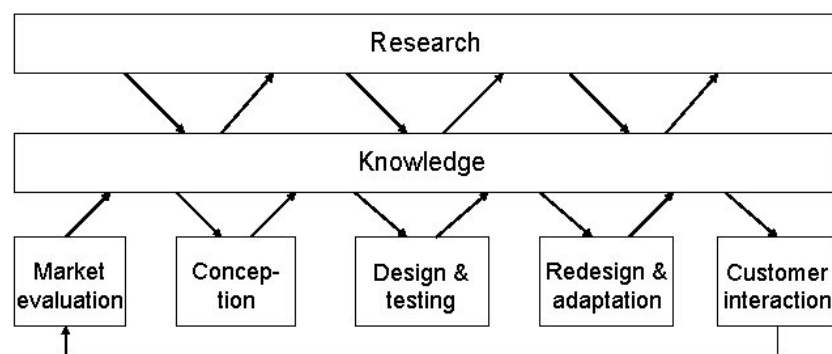 Research
Knowledge
Market
evaluation
Concep-
tion
Design &
testing
Redesign &
adaptation
Customer
interaction